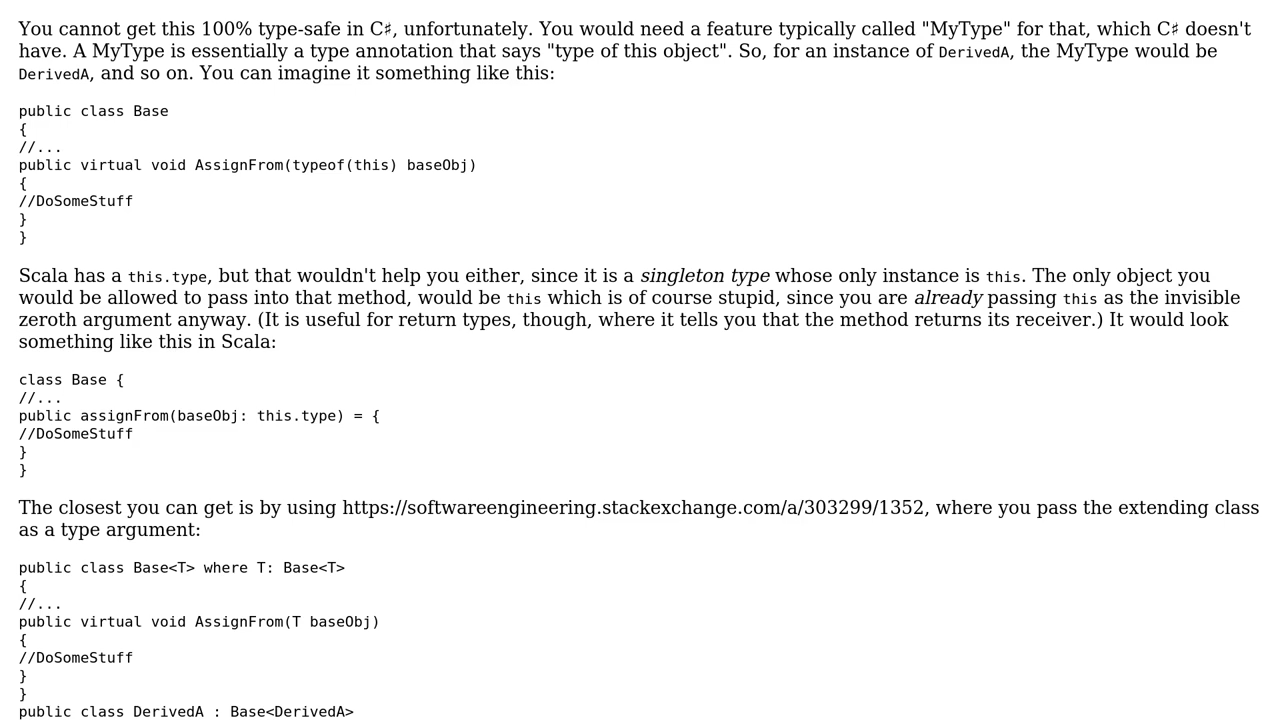 You cannot get this 100% type-safe in C♯, unfortunately. You would need a feature typically called "MyType" for that, which C♯ doesn't
have. A MyType is essentially a type annotation that says "type of this object". So, for an instance of DerivedA, the MyType would be
DerivedA, and so on. You can imagine it something like this:
public class Base
{
//...
public virtual void AssignFrom(typeof(this) baseObj)
{
//DoSomeStuff
}
}
Scala has a this.type, but that wouldn't help you either, since it is a singleton type whose only instance is this. The only object you
would be allowed to pass into that method, would be this which is of course stupid, since you are already passing this as the invisible
zeroth argument anyway. (It is useful for return types, though, where it tells you that the method returns its receiver.) It would look
something like this in Scala:
class Base {
//...
public assignFrom(baseObj: this.type) = {
//DoSomeStuff
}
}
The closest you can get is by using https://softwareengineering.stackexchange.com/a/303299/1352, where you pass the extending class
as a type argument:
public class Base<T> where T: Base<T>
{
//...
public virtual void AssignFrom(T baseObj)
{
//DoSomeStuff
}
}
public class DerivedA : Base<DerivedA>